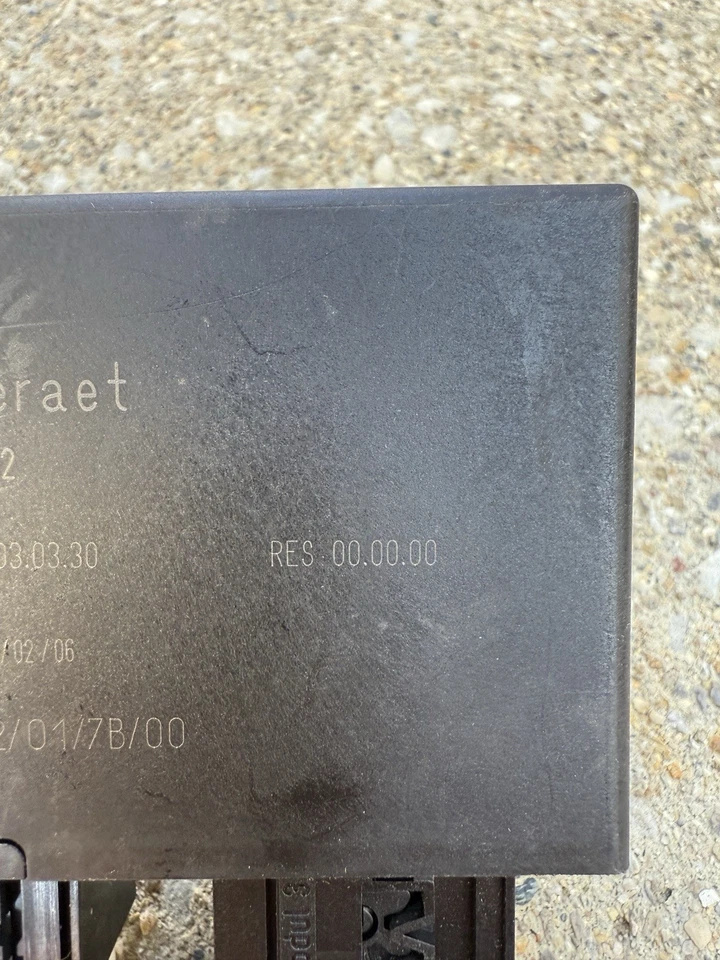 eraet
2
03.03.30 RES 00.00.00
/02/06
2/01/7B/00